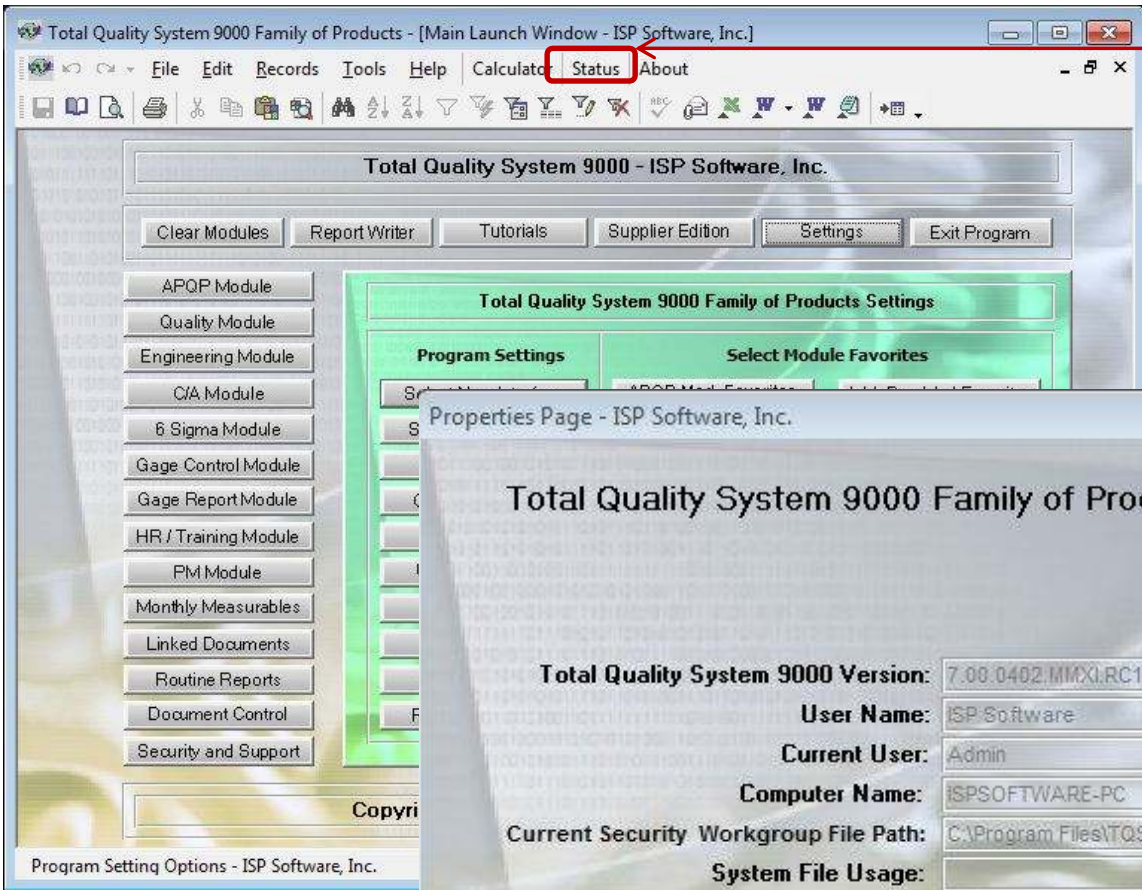 Total Quality System 9000 Family of Products - [Main Launch Window - ISP Software, Inc.]
File Edit Records Tools Help Calculator Status About
Total Quality System 9000 - ISP Software, Inc.
Clear Modules Report Writer Tutorials Supplier Edition Settings Exit Program
APQP Module
Quality Module
Engineering Module
C/A Module
6 Sigma Module
Gage Control Module
Gage Report Module
HR / Training Module
PM Module
Monthly Measurables
Linked Documents
Routine Reports
Document Control
Security and Support
Total Quality System 9000 Family of Products Settings
Program Settings Select Module Favorites
Properties Page - ISP Software, Inc.
Total Quality System 9000 Family of Pro
Total Quality System 9000 Version: 7.08.0402.MMXI.RC1
User Name: ISP Software
Current User: Admin
Computer Name: ISPSOFTWARE-PC
Current Security Workgroup File Path: C:\Program Files\TQS
System File Usage:
Copyri
Program Setting Options - ISP Software, Inc.